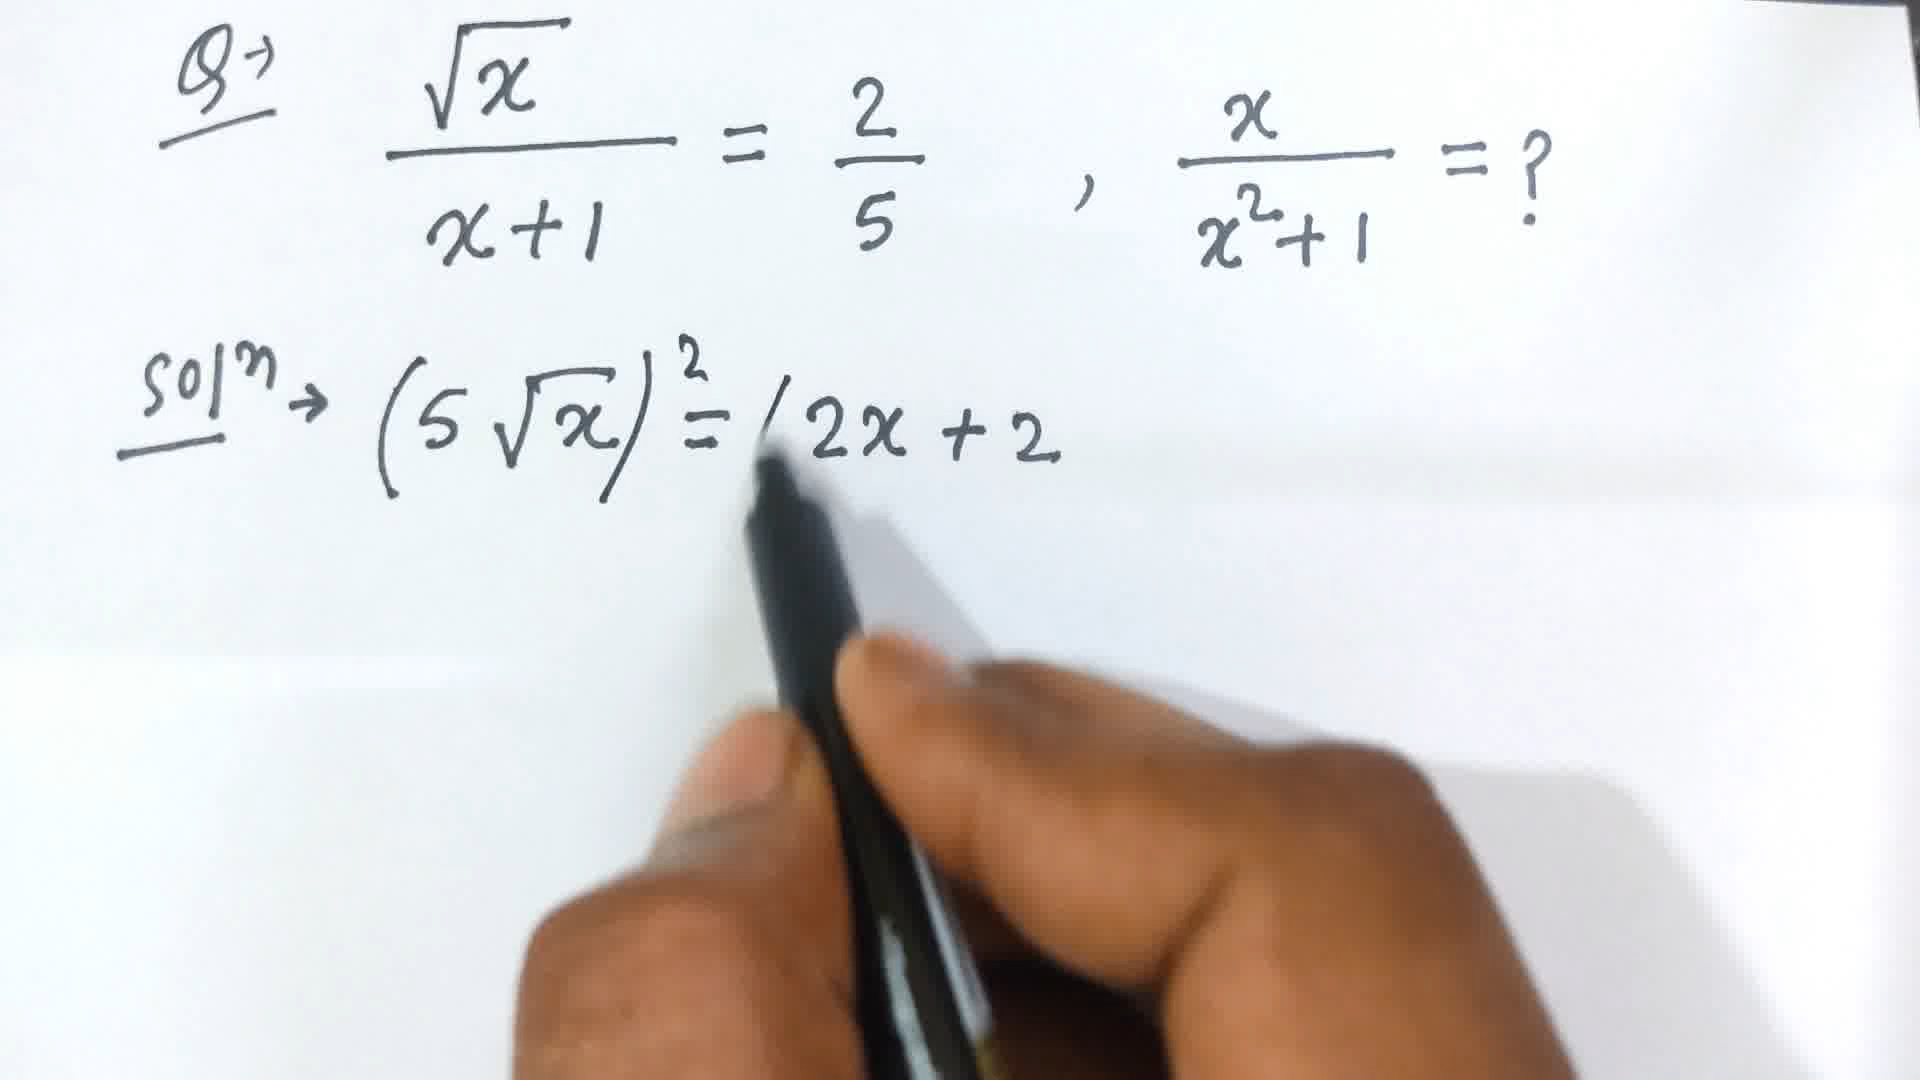 Q→ √x / x+1 = 2/5 , x / x²+1 = ?
Solⁿ→ (5√x)² = (2x+2